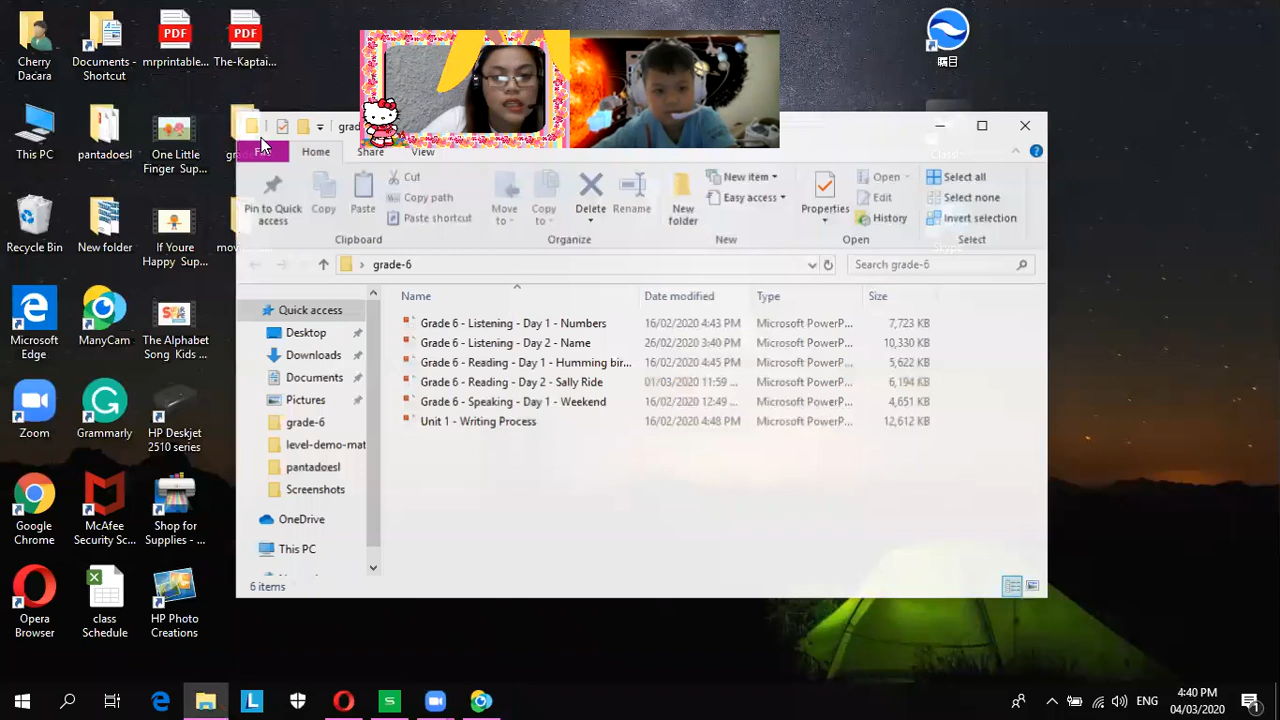 Cherry Dacara
Documents - Shortcut
mrprintable...
The-Kaptai...
This PC
pantadoesl
One Little Finger Sup...
Recycle Bin
New folder
If Youre Happy Sup...
Microsoft Edge
ManyCam
The Alphabet Song Kids ...
Zoom
Grammarly
HP Deskjet 2510 series
Google Chrome
McAfee Security Sc...
Shop for Supplies - ...
Opera Browser
class Schedule
HP Photo Creations
PDF
PDF
Home
Share
View
Pin to Quick access
Copy
Paste
Cut
Copy path
Paste shortcut
Clipboard
Move to
Copy to
Delete
Rename
Organize
New folder
New item
Easy access
New
Properties
Open
Edit
History
Open
Select all
Select none
Invert selection
Select
grade-6
Search grade-6
Name
Date modified
Type
Size
Quick access
Desktop
Downloads
Documents
Pictures
grade-6
level-demo-mat
pantadoesl
Screenshots
OneDrive
This PC
Grade 6 - Listening - Day 1 - Numbers 16/02/2020 4:43 PM Microsoft PowerP... 7,723 KB
Grade 6 - Listening - Day 2 - Name 26/02/2020 3:40 PM Microsoft PowerP... 10,330 KB
Grade 6 - Reading - Day 1 - Humming bir... 16/02/2020 4:45 PM Microsoft PowerP... 5,622 KB
Grade 6 - Reading - Day 2 - Sally Ride 01/03/2020 11:59 ... Microsoft PowerP... 6,194 KB
Grade 6 - Speaking - Day 1 - Weekend 16/02/2020 12:49 ... Microsoft PowerP... 4,651 KB
Unit 1 - Writing Process 16/02/2020 4:48 PM Microsoft PowerP... 12,612 KB
6 items
ENG
4:40 PM
04/03/2020